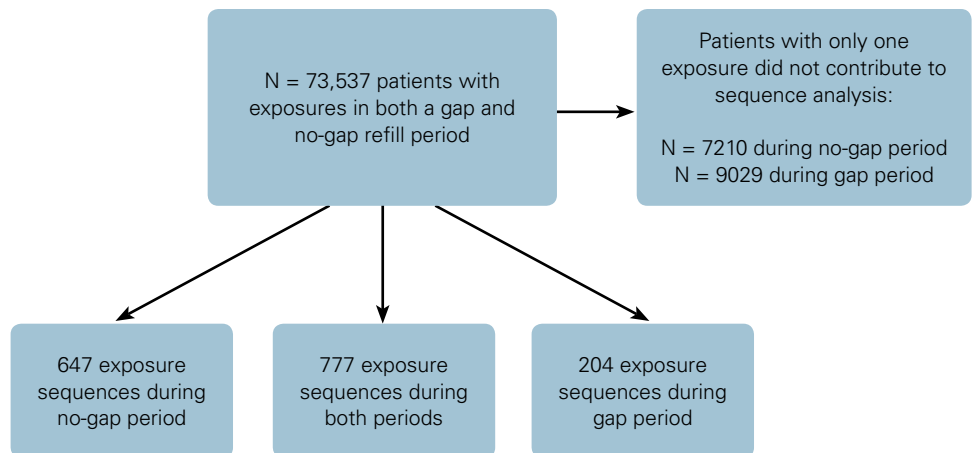 N = 73,537 patients with
exposures in both a gap and
no-gap refill period
Patients with only one
exposure did not contribute to
sequence analysis:
N = 7210 during no-gap period
N = 9029 during gap period
647 exposure
sequences during
no-gap period
777 exposure
sequences during
both periods
204 exposure
sequences during
gap period